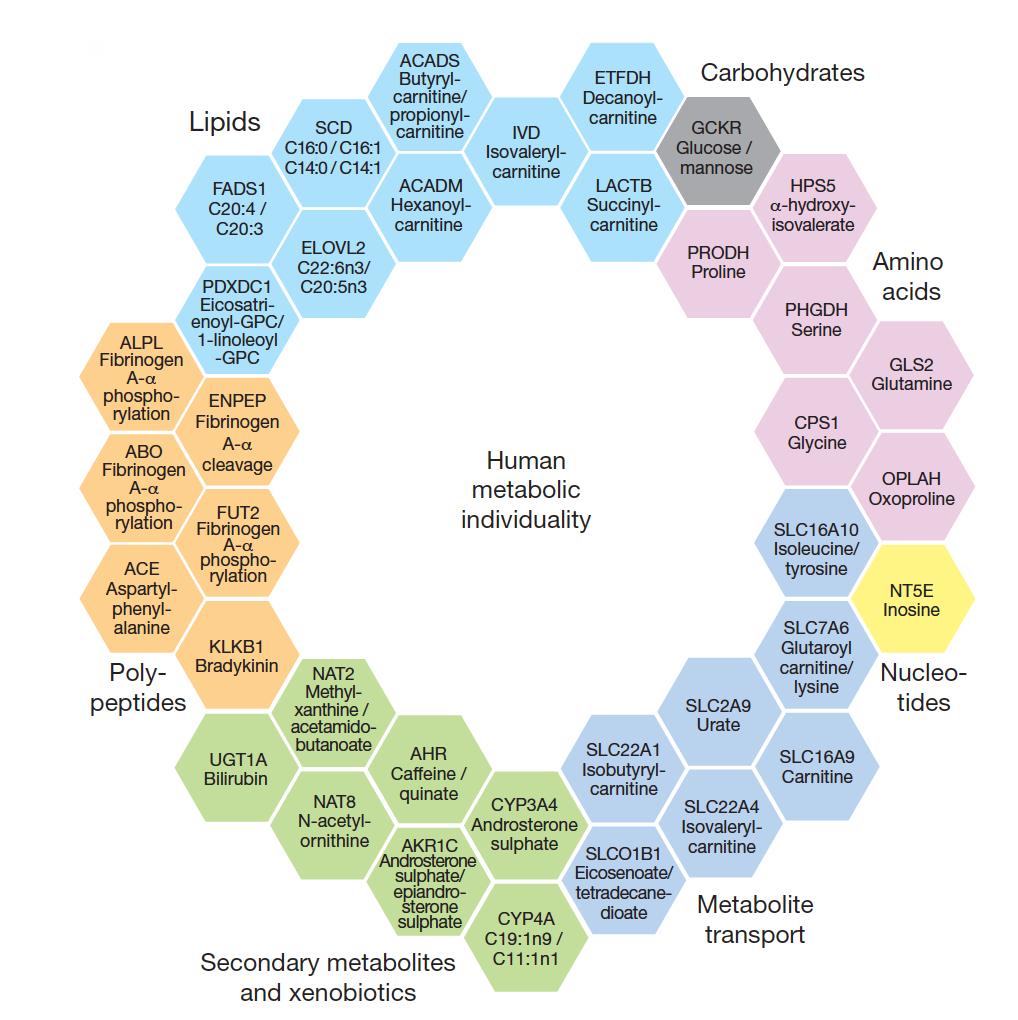 Lipids
Carbohydrates
Amino
acids
Nucleo-
tides
Metabolite
transport
Secondary metabolites
and xenobiotics
Poly-
peptides
Human
metabolic
individuality
ACADS
Butyryl-
carnitine/
propionyl-
carnitine
ETFDH
Decanoyl-
carnitine
SCD
C16:0 / C16:1
C14:0 / C14:1
IVD
Isovaleryl-
carnitine
GCKR
Glucose /
mannose
FADS1
C20:4 /
C20:3
ACADM
Hexanoyl-
carnitine
LACTB
Succinyl-
carnitine
HPS5
α-hydroxy-
isovalerate
ELOVL2
C22:6n3/
C20:5n3
PRODH
Proline
PDXDC1
Eicosatri-
enoyl-GPC/
1-linoleoyl
-GPC
PHGDH
Serine
ALPL
Fibrinogen
A-α
phospho-
rylation
GLS2
Glutamine
ENPEP
Fibrinogen
A-α
cleavage
CPS1
Glycine
ABO
Fibrinogen
A-α
phospho-
rylation
OPLAH
Oxoproline
FUT2
Fibrinogen
A-α
phospho-
rylation
SLC16A10
Isoleucine/
tyrosine
ACE
Aspartyl-
phenyl-
alanine
NT5E
Inosine
KLKB1
Bradykinin
SLC7A6
Glutaroyl
carnitine/
lysine
NAT2
Methyl-
xanthine /
acetamido-
butanoate
SLC2A9
Urate
UGT1A
Bilirubin
AHR
Caffeine /
quinate
SLC22A1
Isobutyryl-
carnitine
SLC16A9
Carnitine
NAT8
N-acetyl-
ornithine
CYP3A4
Androsterone
sulphate
SLC22A4
Isovaleryl-
carnitine
AKR1C
Androsterone
sulphate/
epiandro-
sterone
sulphate
SLCO1B1
Eicosenoate/
tetradecane-
dioate
CYP4A
C19:1n9 /
C11:1n1